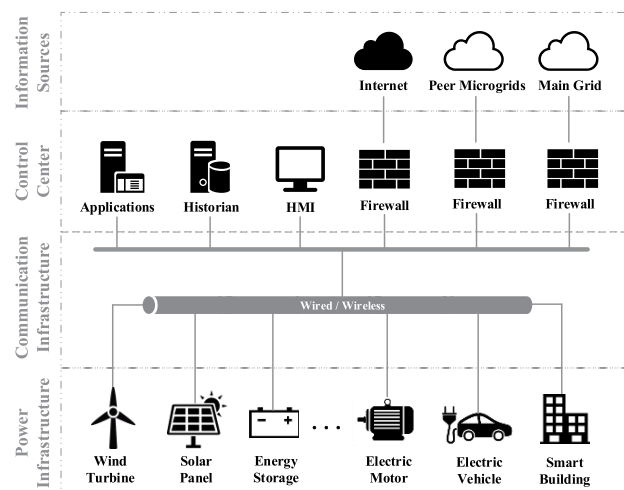 Information
Sources
Internet
Peer Microgrids
Main Grid
Control
Center
Applications
Historian
HMI
Firewall
Firewall
Firewall
Communication
Infrastructure
Wired / Wireless
Power
Infrastructure
Wind
Turbine
Solar
Panel
Energy
Storage
. . .
Electric
Motor
Electric
Vehicle
Smart
Building